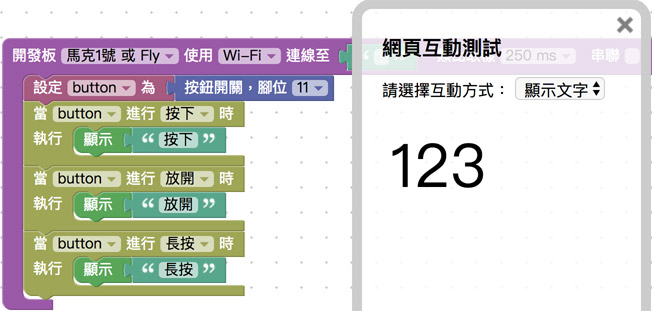 開發板 馬克1號 或 Fly 使用 Wi-Fi 連線至 “ ” 250 ms 串聯
設定 button 為 按鈕開關，腳位 11
當 button 進行 按下 時
執行 顯示 “ 按下 ”
當 button 進行 放開 時
執行 顯示 “ 放開 ”
當 button 進行 長按 時
執行 顯示 “ 長按 ”
×
網頁互動測試
請選擇互動方式： 顯示文字
123